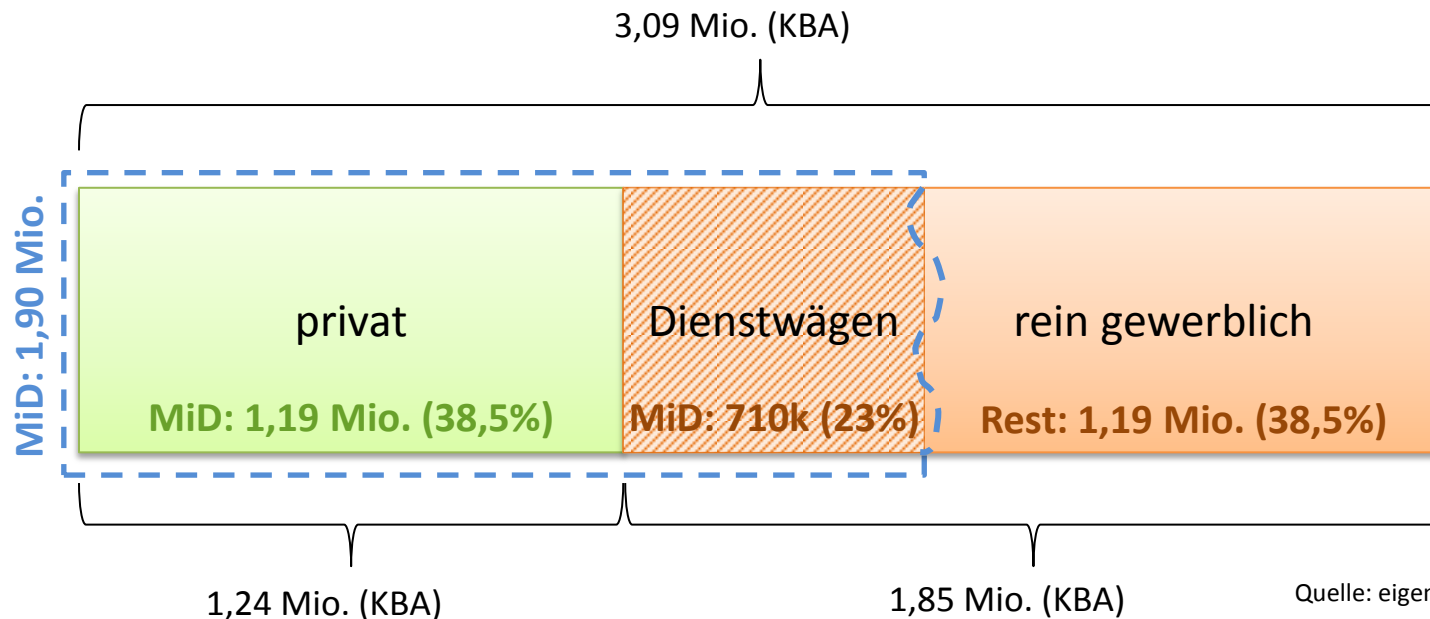 3,09 Mio. (KBA)
MiD: 1,90 Mio.
privat
Dienstwägen
rein gewerblich
MiD: 1,19 Mio. (38,5%)
MiD: 710k (23%)
Rest: 1,19 Mio. (38,5%)
1,24 Mio. (KBA)
1,85 Mio. (KBA)
Quelle: eiger